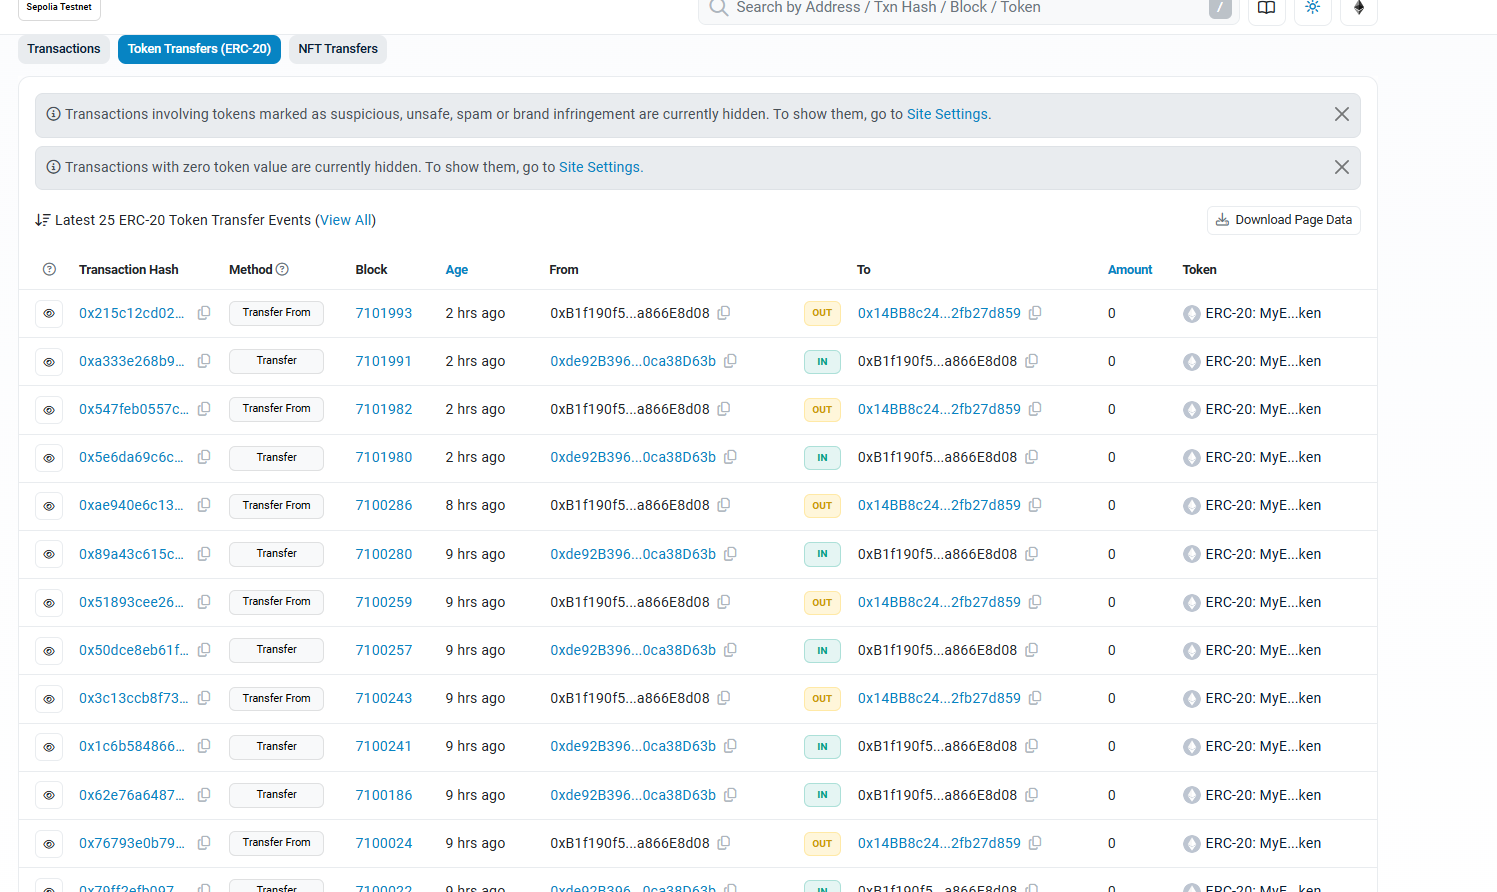 Sepolia Testnet
Search by Address / Txn Hash / Block / Token /
Transactions Token Transfers (ERC-20) NFT Transfers
Transactions involving tokens marked as suspicious, unsafe, spam or brand infringement are currently hidden. To show them, go to Site Settings.
Transactions with zero token value are currently hidden. To show them, go to Site Settings.
Latest 25 ERC-20 Token Transfer Events (View All) Download Page Data
Transaction Hash Method Block Age From To Amount Token
0x215c12cd02... Transfer From 7101993 2 hrs ago 0xB1f190f5...a866E8d08 OUT 0x14BB8c24...2fb27d859 0 ERC-20: MyE...ken
0xa333e268b9... Transfer 7101991 2 hrs ago 0xde92B396...0ca38D63b IN 0xB1f190f5...a866E8d08 0 ERC-20: MyE...ken
0x547feb0557c... Transfer From 7101982 2 hrs ago 0xB1f190f5...a866E8d08 OUT 0x14BB8c24...2fb27d859 0 ERC-20: MyE...ken
0x5e6da69c6c... Transfer 7101980 2 hrs ago 0xde92B396...0ca38D63b IN 0xB1f190f5...a866E8d08 0 ERC-20: MyE...ken
0xae940e6c13... Transfer From 7100286 8 hrs ago 0xB1f190f5...a866E8d08 OUT 0x14BB8c24...2fb27d859 0 ERC-20: MyE...ken
0x89a43c615c... Transfer 7100280 9 hrs ago 0xde92B396...0ca38D63b IN 0xB1f190f5...a866E8d08 0 ERC-20: MyE...ken
0x51893cee26... Transfer From 7100259 9 hrs ago 0xB1f190f5...a866E8d08 OUT 0x14BB8c24...2fb27d859 0 ERC-20: MyE...ken
0x50dce8eb61f... Transfer 7100257 9 hrs ago 0xde92B396...0ca38D63b IN 0xB1f190f5...a866E8d08 0 ERC-20: MyE...ken
0x3c13ccb8f73... Transfer From 7100243 9 hrs ago 0xB1f190f5...a866E8d08 OUT 0x14BB8c24...2fb27d859 0 ERC-20: MyE...ken
0x1c6b584866... Transfer 7100241 9 hrs ago 0xde92B396...0ca38D63b IN 0xB1f190f5...a866E8d08 0 ERC-20: MyE...ken
0x62e76a6487... Transfer 7100186 9 hrs ago 0xde92B396...0ca38D63b IN 0xB1f190f5...a866E8d08 0 ERC-20: MyE...ken
0x76793e0b79... Transfer From 7100024 9 hrs ago 0xB1f190f5...a866E8d08 OUT 0x14BB8c24...2fb27d859 0 ERC-20: MyE...ken
Transfer 7100022 9 hrs ago 0xde92B396...0ca38D63b IN 0xB1f190f5...a866E8d08 0 ERC-20: MyE...ken